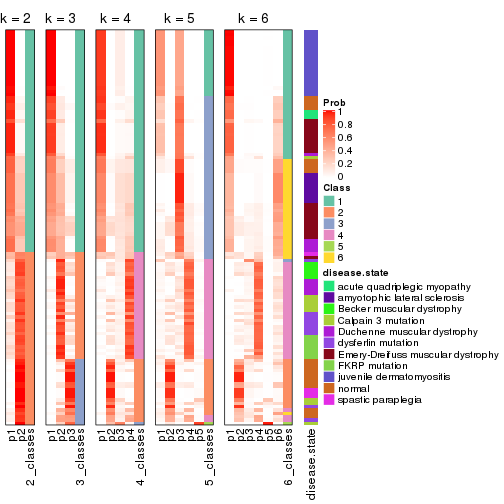 k = 2 k = 3 k = 4 k = 5 k = 6
Prob
1
0.8
0.6
0.4
0.2
0
Class
1
2
3
4
5
6
disease.state
acute quadriplegic myopathy
amyotophic lateral sclerosis
Becker muscular dystrophy
Calpain 3 mutation
Duchenne muscular dystrophy
dysferlin mutation
Emery-Dreifuss muscular dystrophy
FKRP mutation
juvenile dermatomyositis
normal
spastic paraplegia
p1 p2 2_classes p1 p2 p3 3_classes p1 p2 p3 p4 4_classes p1 p2 p3 p4 p5 5_classes p1 p2 p3 p4 p5 p6 6_classes disease.state